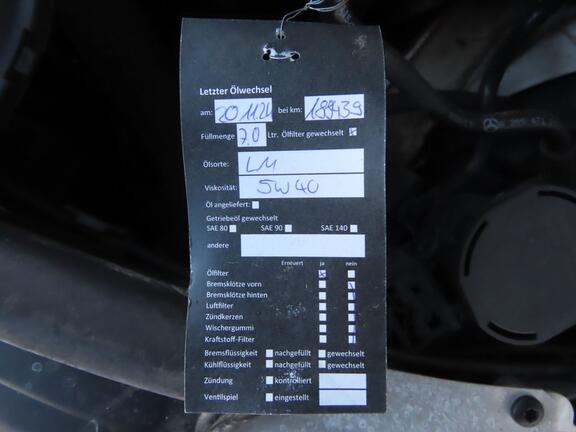 Letzter Ölwechsel
am: 20.11.24 bei km: 189439
Füllmenge 7.0 Ltr. Ölfilter gewechselt
Ölsorte: LM
Viskosität: 5W40
Öl angeliefert:
Getriebeöl gewechselt
SAE 80 SAE 90 SAE 140
andere
Erneuert ja nein
Ölfilter
Bremsklötze vorn
Bremsklötze hinten
Luftfilter
Zündkerzen
Wischergummi
Kraftstoff-Filter
Bremsflüssigkeit nachgefüllt gewechselt
Kühlflüssigkeit nachgefüllt gewechselt
Zündung kontrolliert
Ventilspiel eingestellt